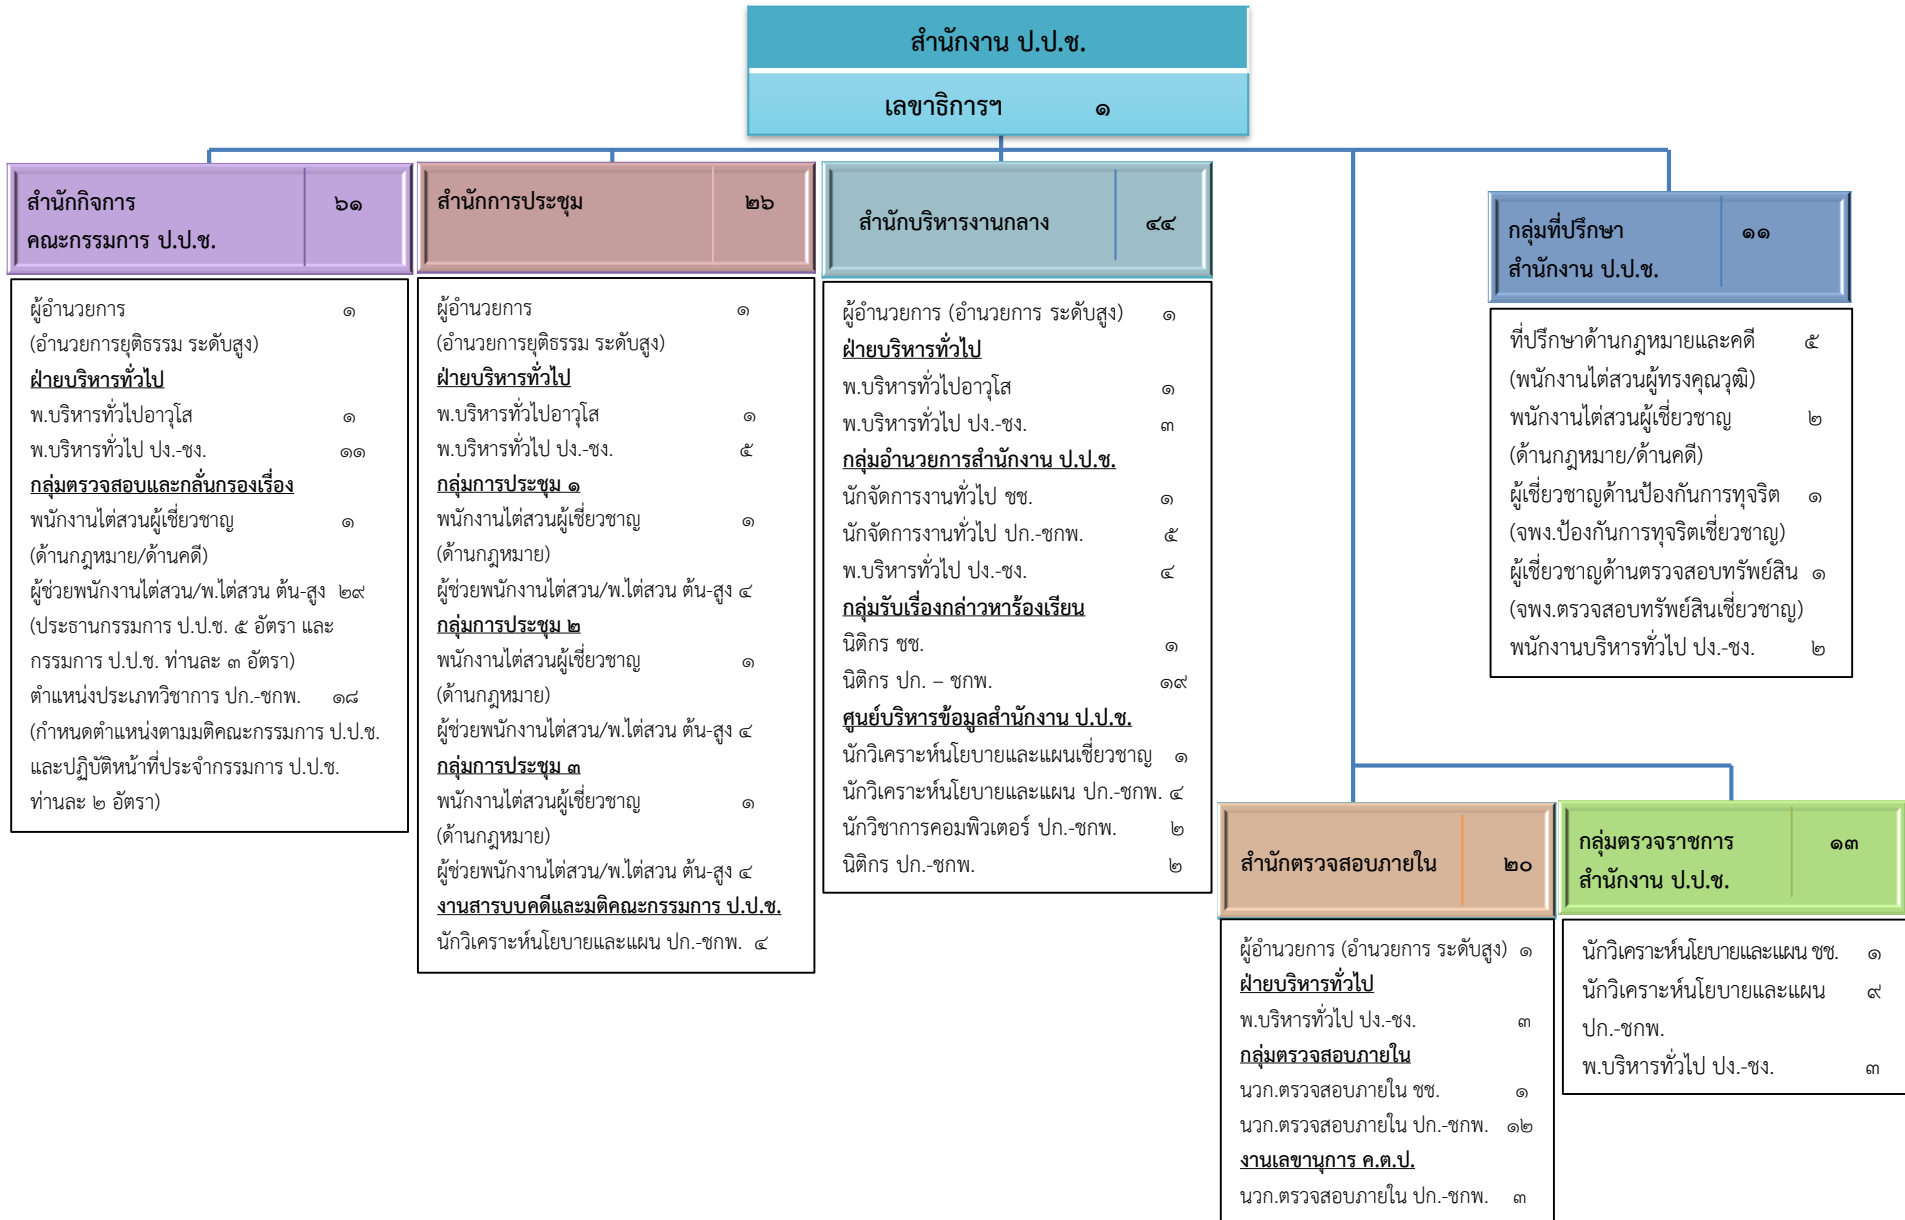 สำนักงาน ป.ป.ช.
เลขาธิการฯ ๑
สำนักกิจการ ๖๑
คณะกรรมการ ป.ป.ช.
ผู้อำนวยการ ๑
(อำนวยการยุติธรรม ระดับสูง)
ฝ่ายบริหารทั่วไป
พ.บริหารทั่วไปอาวุโส ๑
พ.บริหารทั่วไป ปง.-ชง. ๑๑
กลุ่มตรวจสอบและกลั่นกรองเรื่อง
พนักงานไต่สวนผู้เชี่ยวชาญ ๑
(ด้านกฎหมาย/ด้านคดี)
ผู้ช่วยพนักงานไต่สวน/พ.ไต่สวน ต้น-สูง ๒๙
(ประธานกรรมการ ป.ป.ช. ๕ อัตรา และ
กรรมการ ป.ป.ช. ท่านละ ๓ อัตรา)
ตำแหน่งประเภทวิชาการ ปก.-ชกพ. ๑๘
(กำหนดตำแหน่งตามมติคณะกรรมการ ป.ป.ช.
และปฏิบัติหน้าที่ประจำกรรมการ ป.ป.ช.
ท่านละ ๒ อัตรา)
สำนักการประชุม ๒๖
ผู้อำนวยการ ๑
(อำนวยการยุติธรรม ระดับสูง)
ฝ่ายบริหารทั่วไป
พ.บริหารทั่วไปอาวุโส ๑
พ.บริหารทั่วไป ปง.-ชง. ๕
กลุ่มการประชุม ๑
พนักงานไต่สวนผู้เชี่ยวชาญ ๑
(ด้านกฎหมาย)
ผู้ช่วยพนักงานไต่สวน/พ.ไต่สวน ต้น-สูง ๔
กลุ่มการประชุม ๒
พนักงานไต่สวนผู้เชี่ยวชาญ ๑
(ด้านกฎหมาย)
ผู้ช่วยพนักงานไต่สวน/พ.ไต่สวน ต้น-สูง ๔
กลุ่มการประชุม ๓
พนักงานไต่สวนผู้เชี่ยวชาญ ๑
(ด้านกฎหมาย)
ผู้ช่วยพนักงานไต่สวน/พ.ไต่สวน ต้น-สูง ๔
งานสารบบคดีและมติคณะกรรมการ ป.ป.ช.
นักวิเคราะห์นโยบายและแผน ปก.-ชกพ. ๔
สำนักบริหารงานกลาง ๔๔
ผู้อำนวยการ (อำนวยการ ระดับสูง) ๑
ฝ่ายบริหารทั่วไป
พ.บริหารทั่วไปอาวุโส ๑
พ.บริหารทั่วไป ปง.-ชง. ๓
กลุ่มอำนวยการสำนักงาน ป.ป.ช.
นักจัดการงานทั่วไป ชช. ๑
นักจัดการงานทั่วไป ปก.-ชกพ. ๕
พ.บริหารทั่วไป ปง.-ชง. ๔
กลุ่มรับเรื่องกล่าวหาร้องเรียน
นิติกร ชช. ๑
นิติกร ปก. – ชกพ. ๑๙
ศูนย์บริหารข้อมูลสำนักงาน ป.ป.ช.
นักวิเคราะห์นโยบายและแผนเชี่ยวชาญ ๑
นักวิเคราะห์นโยบายและแผน ปก.-ชกพ. ๔
นักวิชาการคอมพิวเตอร์ ปก.-ชกพ. ๒
นิติกร ปก.-ชกพ. ๒
กลุ่มที่ปรึกษา ๑๑
สำนักงาน ป.ป.ช.
ที่ปรึกษาด้านกฎหมายและคดี ๕
(พนักงานไต่สวนผู้ทรงคุณวุฒิ)
พนักงานไต่สวนผู้เชี่ยวชาญ ๒
(ด้านกฎหมาย/ด้านคดี)
ผู้เชี่ยวชาญด้านป้องกันการทุจริต ๑
(จพง.ป้องกันการทุจริตเชี่ยวชาญ)
ผู้เชี่ยวชาญด้านตรวจสอบทรัพย์สิน ๑
(จพง.ตรวจสอบทรัพย์สินเชี่ยวชาญ)
พนักงานบริหารทั่วไป ปง.-ชง. ๒
สำนักตรวจสอบภายใน ๒๐
ผู้อำนวยการ (อำนวยการ ระดับสูง) ๑
ฝ่ายบริหารทั่วไป
พ.บริหารทั่วไป ปง.-ชง. ๓
กลุ่มตรวจสอบภายใน
นวก.ตรวจสอบภายใน ชช. ๑
นวก.ตรวจสอบภายใน ปก.-ชกพ. ๑๒
งานเลขานุการ ค.ต.ป.
นวก.ตรวจสอบภายใน ปก.-ชกพ. ๓
กลุ่มตรวจราชการ ๑๓
สำนักงาน ป.ป.ช.
นักวิเคราะห์นโยบายและแผน ชช. ๑
นักวิเคราะห์นโยบายและแผน ๙
ปก.-ชกพ.
พ.บริหารทั่วไป ปง.-ชง. ๓